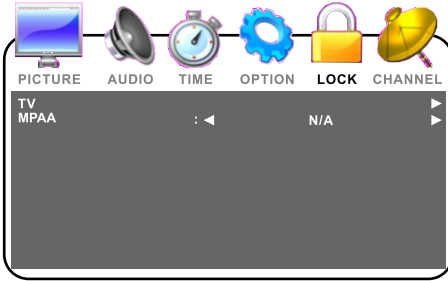 PICTURE AUDIO TIME OPTION LOCK CHANNEL
TV ▶
MPAA : ◀ N/A ▶